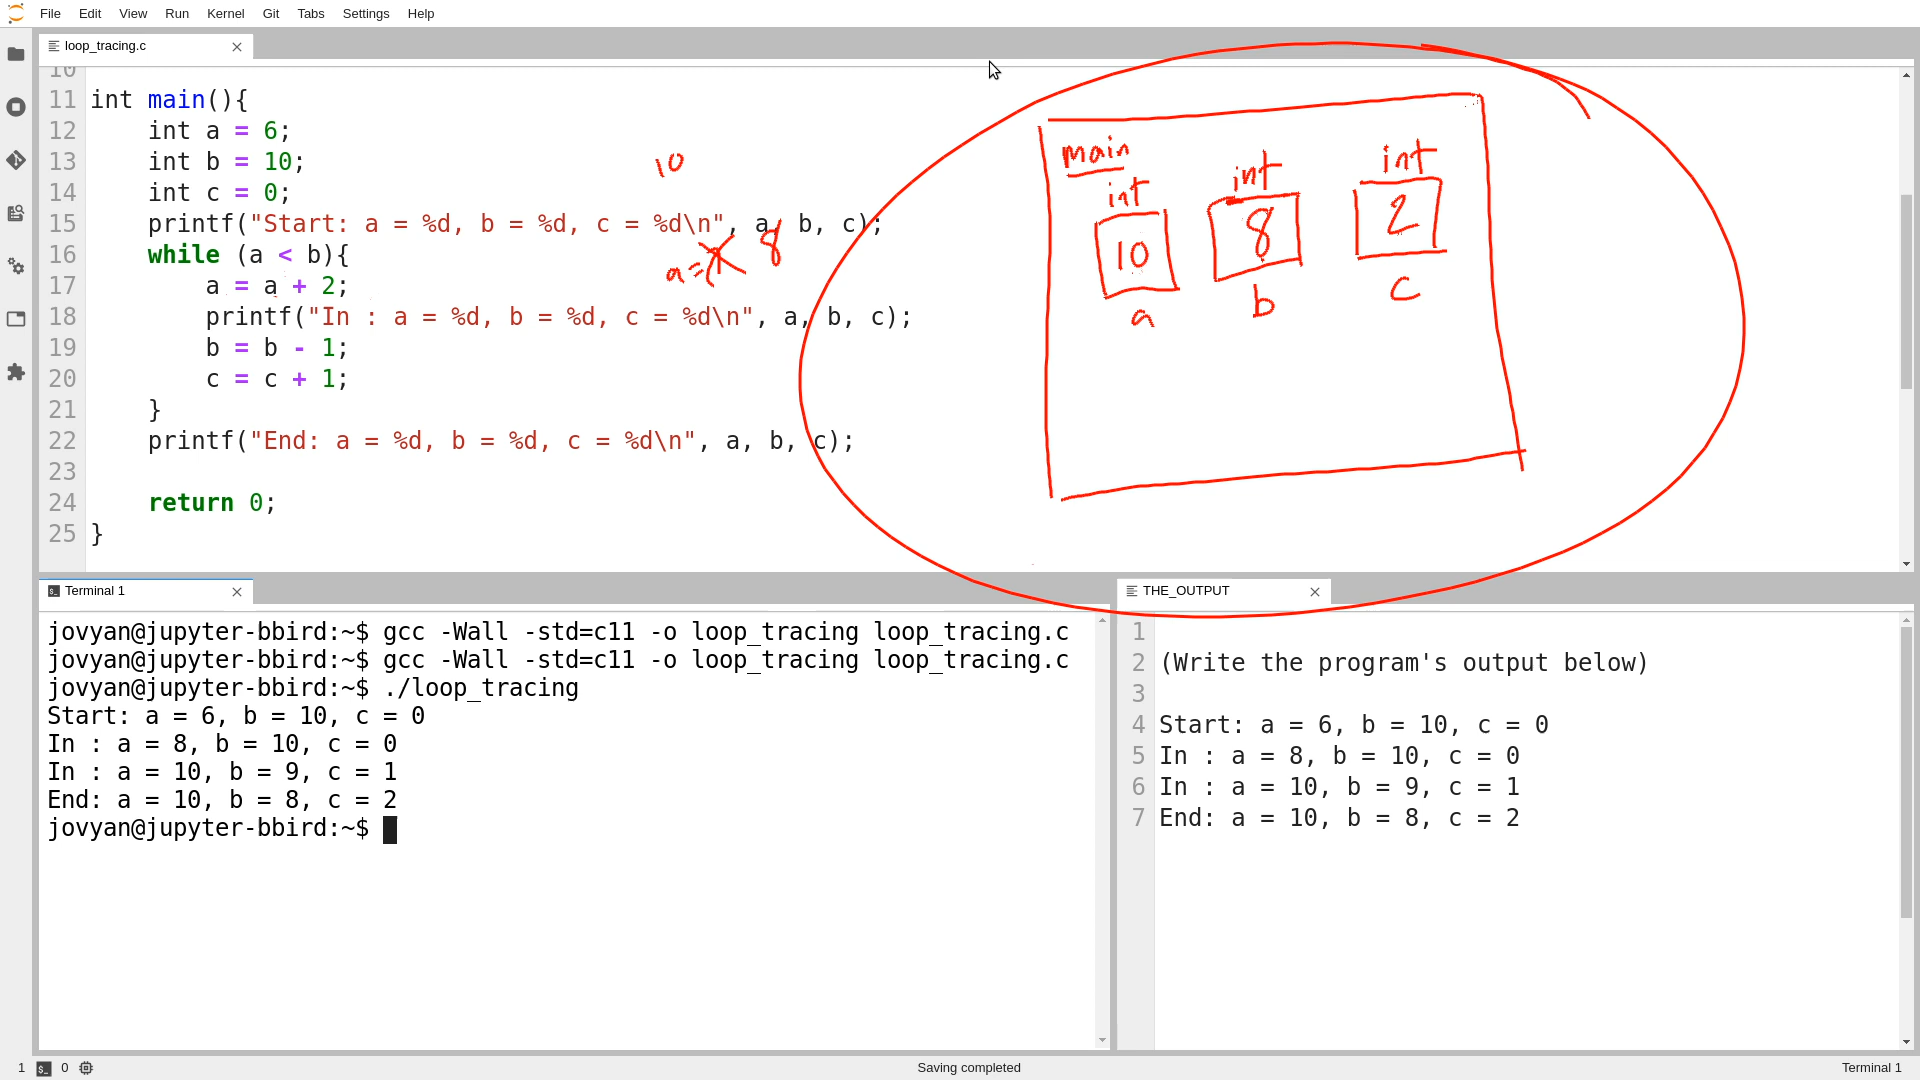 File Edit View Run Kernel Git Tabs Settings Help
loop_tracing.c
10
11 int main(){
12 int a = 6;
13 int b = 10;
14 int c = 0;
15 printf("Start: a = %d, b = %d, c = %d\n", a, b, c);
16 while (a < b){
17 a = a + 2;
18 printf("In : a = %d, b = %d, c = %d\n", a, b, c);
19 b = b - 1;
20 c = c + 1;
21 }
22 printf("End: a = %d, b = %d, c = %d\n", a, b, c);
23
24 return 0;
25 }
10
a = 8
main
int int int
10 8 2
a b c
Terminal 1
jovyan@jupyter-bbird:~$ gcc -Wall -std=c11 -o loop_tracing loop_tracing.c
jovyan@jupyter-bbird:~$ gcc -Wall -std=c11 -o loop_tracing loop_tracing.c
jovyan@jupyter-bbird:~$ ./loop_tracing
Start: a = 6, b = 10, c = 0
In : a = 8, b = 10, c = 0
In : a = 10, b = 9, c = 1
End: a = 10, b = 8, c = 2
jovyan@jupyter-bbird:~$
THE_OUTPUT
1
2 (Write the program's output below)
3
4 Start: a = 6, b = 10, c = 0
5 In : a = 8, b = 10, c = 0
6 In : a = 10, b = 9, c = 1
7 End: a = 10, b = 8, c = 2
1 0 Saving completed Terminal 1